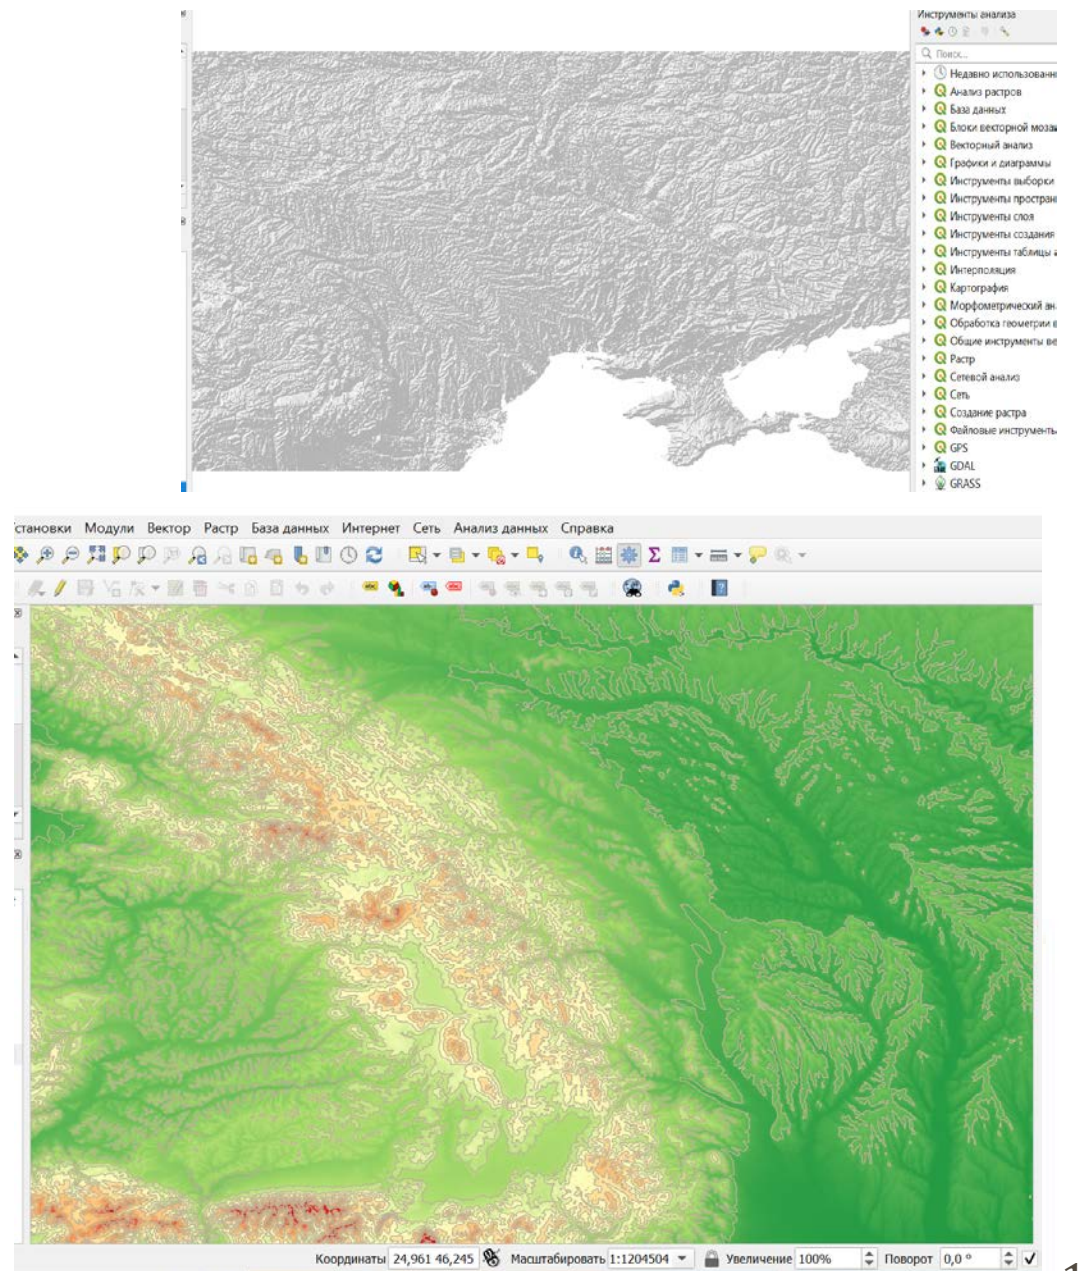 Инструменты анализа
Поиск...
Недавно использованн
Анализ растров
База данных
Блоки векторной мозаи
Векторный анализ
Графики и диаграммы
Инструменты выборки
Инструменты простран
Инструменты слоя
Инструменты создания
Инструменты таблицы а
Интерполяция
Картография
Морфометрический ан
Обработка геометрии в
Общие инструменты ве
Растр
Сетевой анализ
Сеть
Создание растра
Файловые инструменты
GPS
GDAL
GRASS
становки Модули Вектор Растр База данных Интернет Сеть Анализ данных Справка
Координаты 24,961 46,245 Масштабировать 1:1204504 Увеличение 100% Поворот 0,0 °